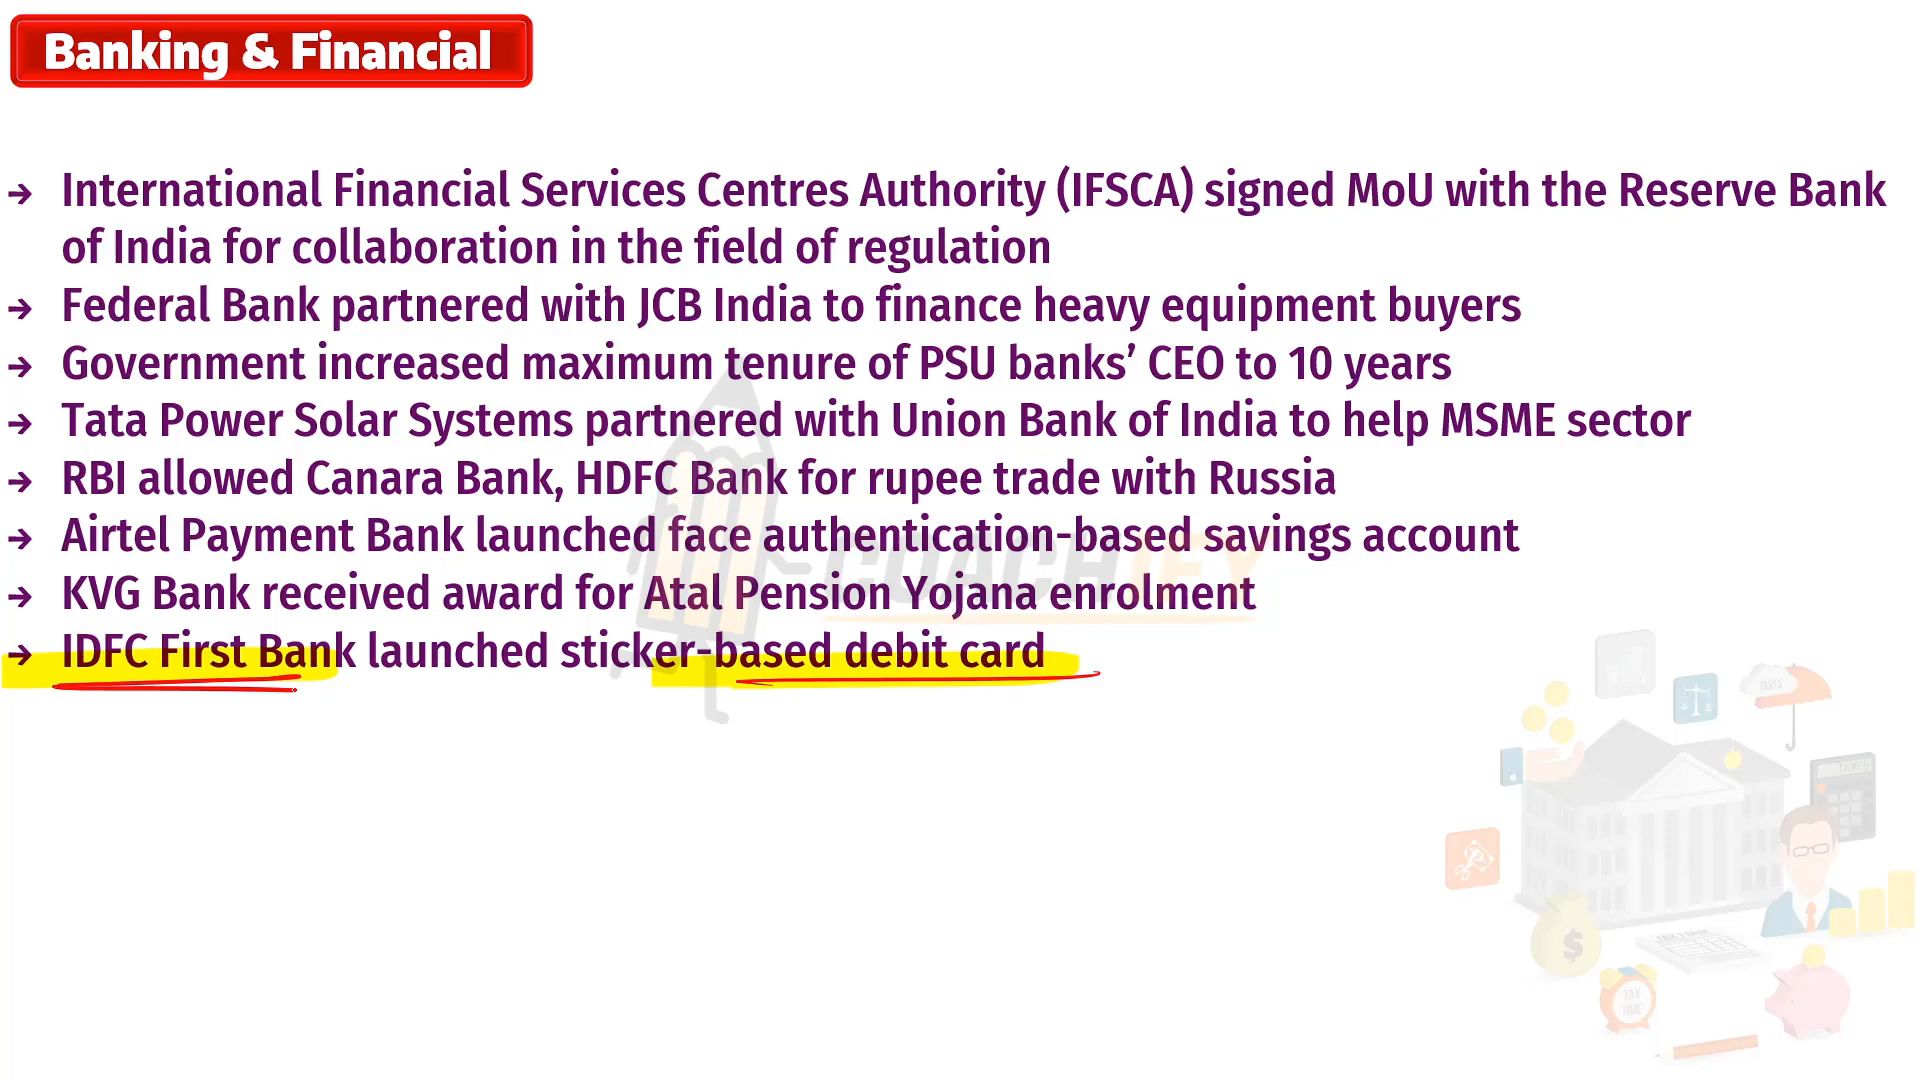 Banking & Financial
→ International Financial Services Centres Authority (IFSCA) signed MoU with the Reserve Bank
of India for collaboration in the field of regulation
→ Federal Bank partnered with JCB India to finance heavy equipment buyers
→ Government increased maximum tenure of PSU banks’ CEO to 10 years
→ Tata Power Solar Systems partnered with Union Bank of India to help MSME sector
→ RBI allowed Canara Bank, HDFC Bank for rupee trade with Russia
→ Airtel Payment Bank launched face authentication-based savings account
COACHIFY
→ KVG Bank received award for Atal Pension Yojana enrolment
→ IDFC First Bank launched sticker-based debit card
TAXES
$
TAX
TIME